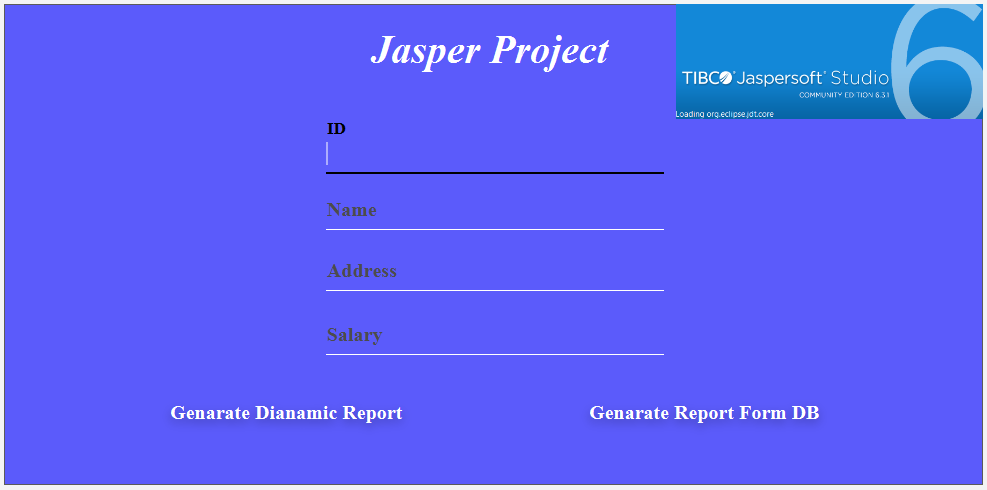 Jasper Project
TIBCO® Jaspersoft® Studio
COMMUNITY EDITION 6.3.1
Loading org.eclipse.jdt.core
6
ID
Name
Address
Salary
Genarate Dianamic Report
Genarate Report Form DB